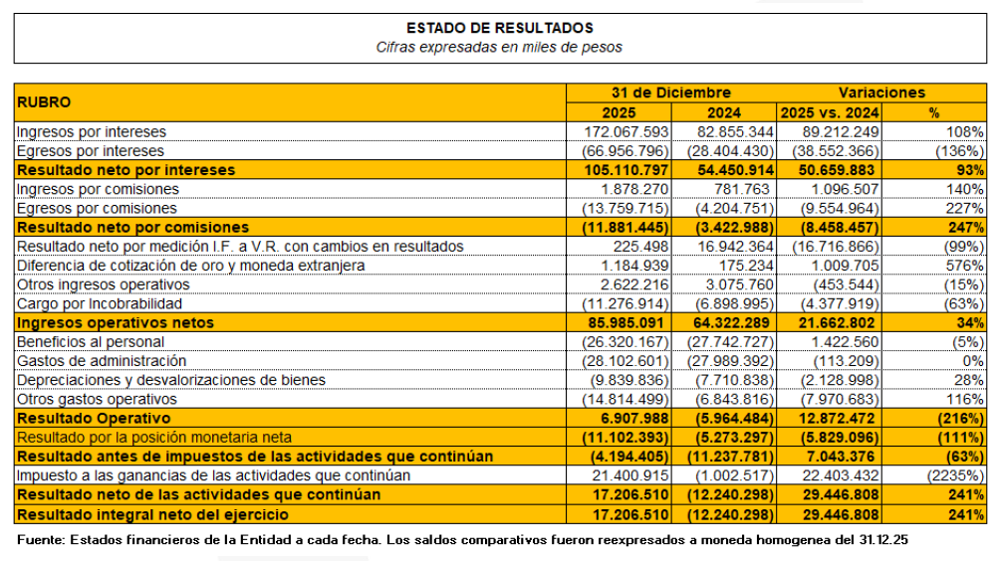 ESTADO DE RESULTADOS
Cifras expresadas en miles de pesos
RUBRO 31 de Diciembre Variaciones
2025 2024 2025 vs. 2024 %
Ingresos por intereses 172.067.593 82.855.344 89.212.249 108%
Egresos por intereses (66.956.796) (28.404.430) (38.552.366) (136%)
Resultado neto por intereses 105.110.797 54.450.914 50.659.883 93%
Ingresos por comisiones 1.878.270 781.763 1.096.507 140%
Egresos por comisiones (13.759.715) (4.204.751) (9.554.964) 227%
Resultado neto por comisiones (11.881.445) (3.422.988) (8.458.457) 247%
Resultado neto por medición I.F. a V.R. con cambios en resultados 225.498 16.942.364 (16.716.866) (99%)
Diferencia de cotización de oro y moneda extranjera 1.184.939 175.234 1.009.705 576%
Otros ingresos operativos 2.622.216 3.075.760 (453.544) (15%)
Cargo por Incobrabilidad (11.276.914) (6.898.995) (4.377.919) (63%)
Ingresos operativos netos 85.985.091 64.322.289 21.662.802 34%
Beneficios al personal (26.320.167) (27.742.727) 1.422.560 (5%)
Gastos de administración (28.102.601) (27.989.392) (113.209) 0%
Depreciaciones y desvalorizaciones de bienes (9.839.836) (7.710.838) (2.128.998) 28%
Otros gastos operativos (14.814.499) (6.843.816) (7.970.683) 116%
Resultado Operativo 6.907.988 (5.964.484) 12.872.472 (216%)
Resultado por la posición monetaria neta (11.102.393) (5.273.297) (5.829.096) (111%)
Resultado antes de impuestos de las actividades que continúan (4.194.405) (11.237.781) 7.043.376 (63%)
Impuesto a las ganancias de las actividades que continúan 21.400.915 (1.002.517) 22.403.432 (2235%)
Resultado neto de las actividades que continúan 17.206.510 (12.240.298) 29.446.808 241%
Resultado integral neto del ejercicio 17.206.510 (12.240.298) 29.446.808 241%
Fuente: Estados financieros de la Entidad a cada fecha. Los saldos comparativos fueron reexpresados a moneda homogenea del 31.12.25